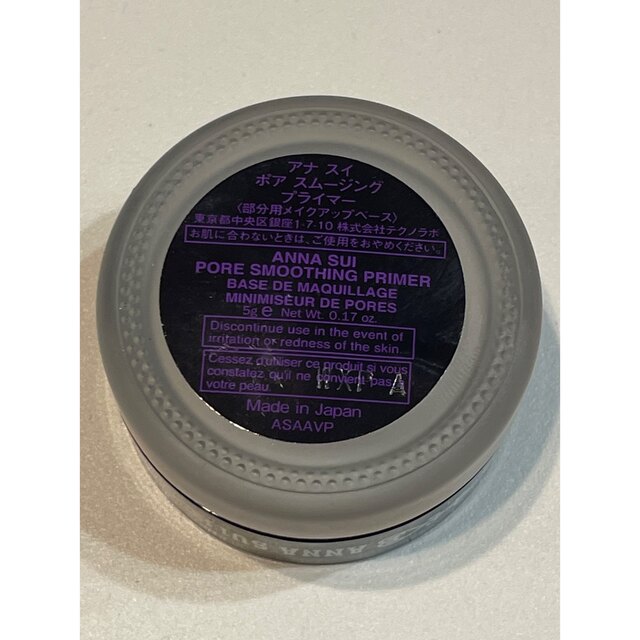 アナ スイ
ポア スムージング
プライマー
〈部分用メイクアップベース〉
東京都中央区銀座1-7-10 株式会社テクノラボ
お肌に合わないときは、ご使用をおやめください。
ANNA SUI
PORE SMOOTHING PRIMER
BASE DE MAQUILLAGE
MINIMISEUR DE PORES
5g e Net Wt. 0.17 oz.
Discontinue use in the event of
irritation or redness of the skin.
Cessez d'utiliser ce produit si vous
constatez qu'il ne convient pas à
votre peau.
Made in Japan
ASAAVP
ANNA SUI